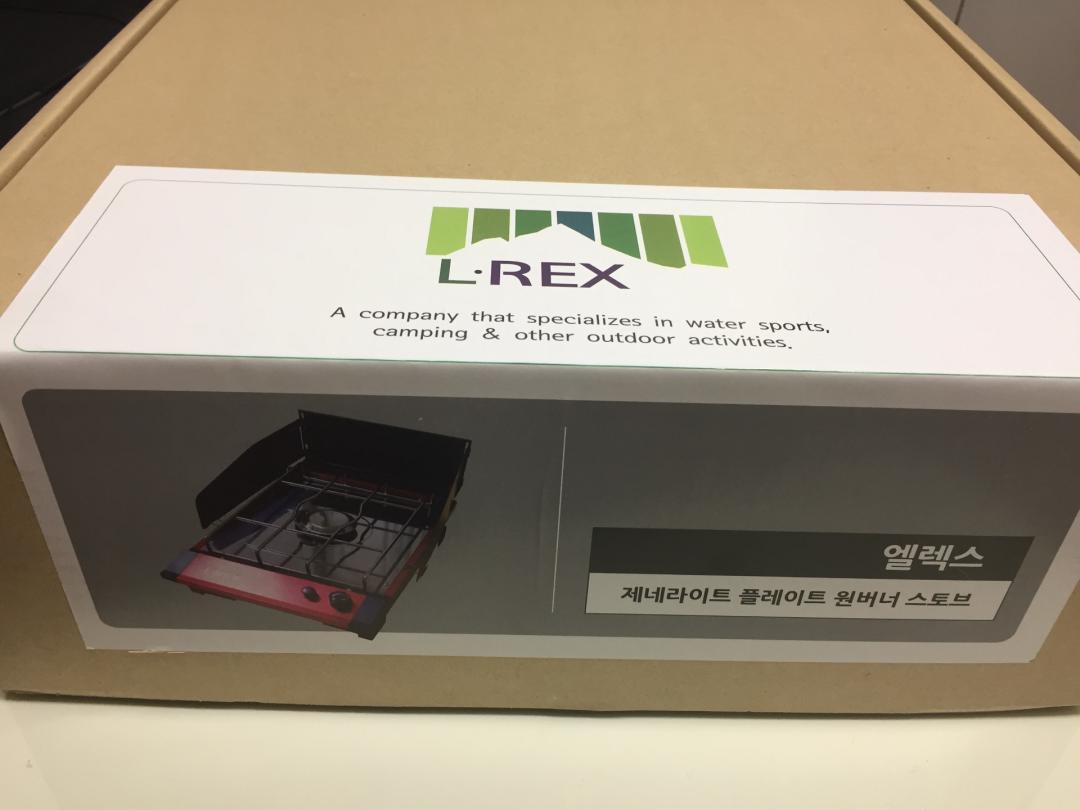 L·REX
A company that specializes in water sports,
camping & other outdoor activities.
엘렉스
제네라이트 플레이트 원버너 스토브